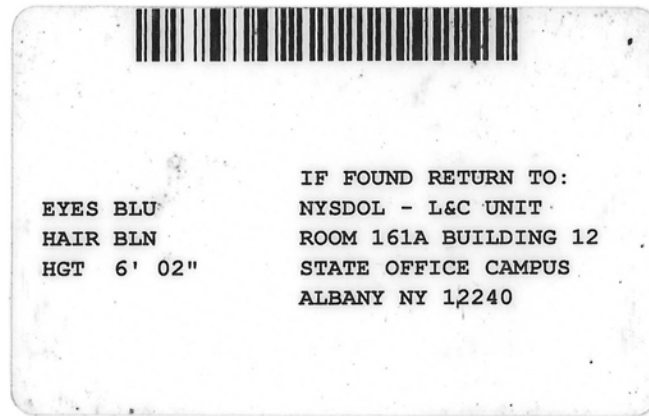 IF FOUND RETURN TO:
EYES BLU NYSDOL - L&C UNIT
HAIR BLN ROOM 161A BUILDING 12
HGT 6' 02" STATE OFFICE CAMPUS
ALBANY NY 12240